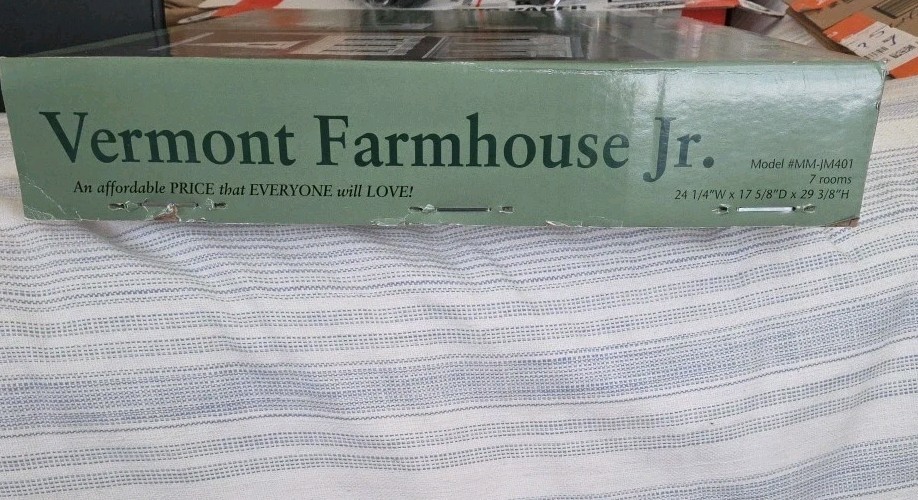 Vermont Farmhouse Jr.
An affordable PRICE that EVERYONE will LOVE!
Model #MM-JM401
7 rooms
24 1/4"W x 17 5/8"D x 29 3/8"H